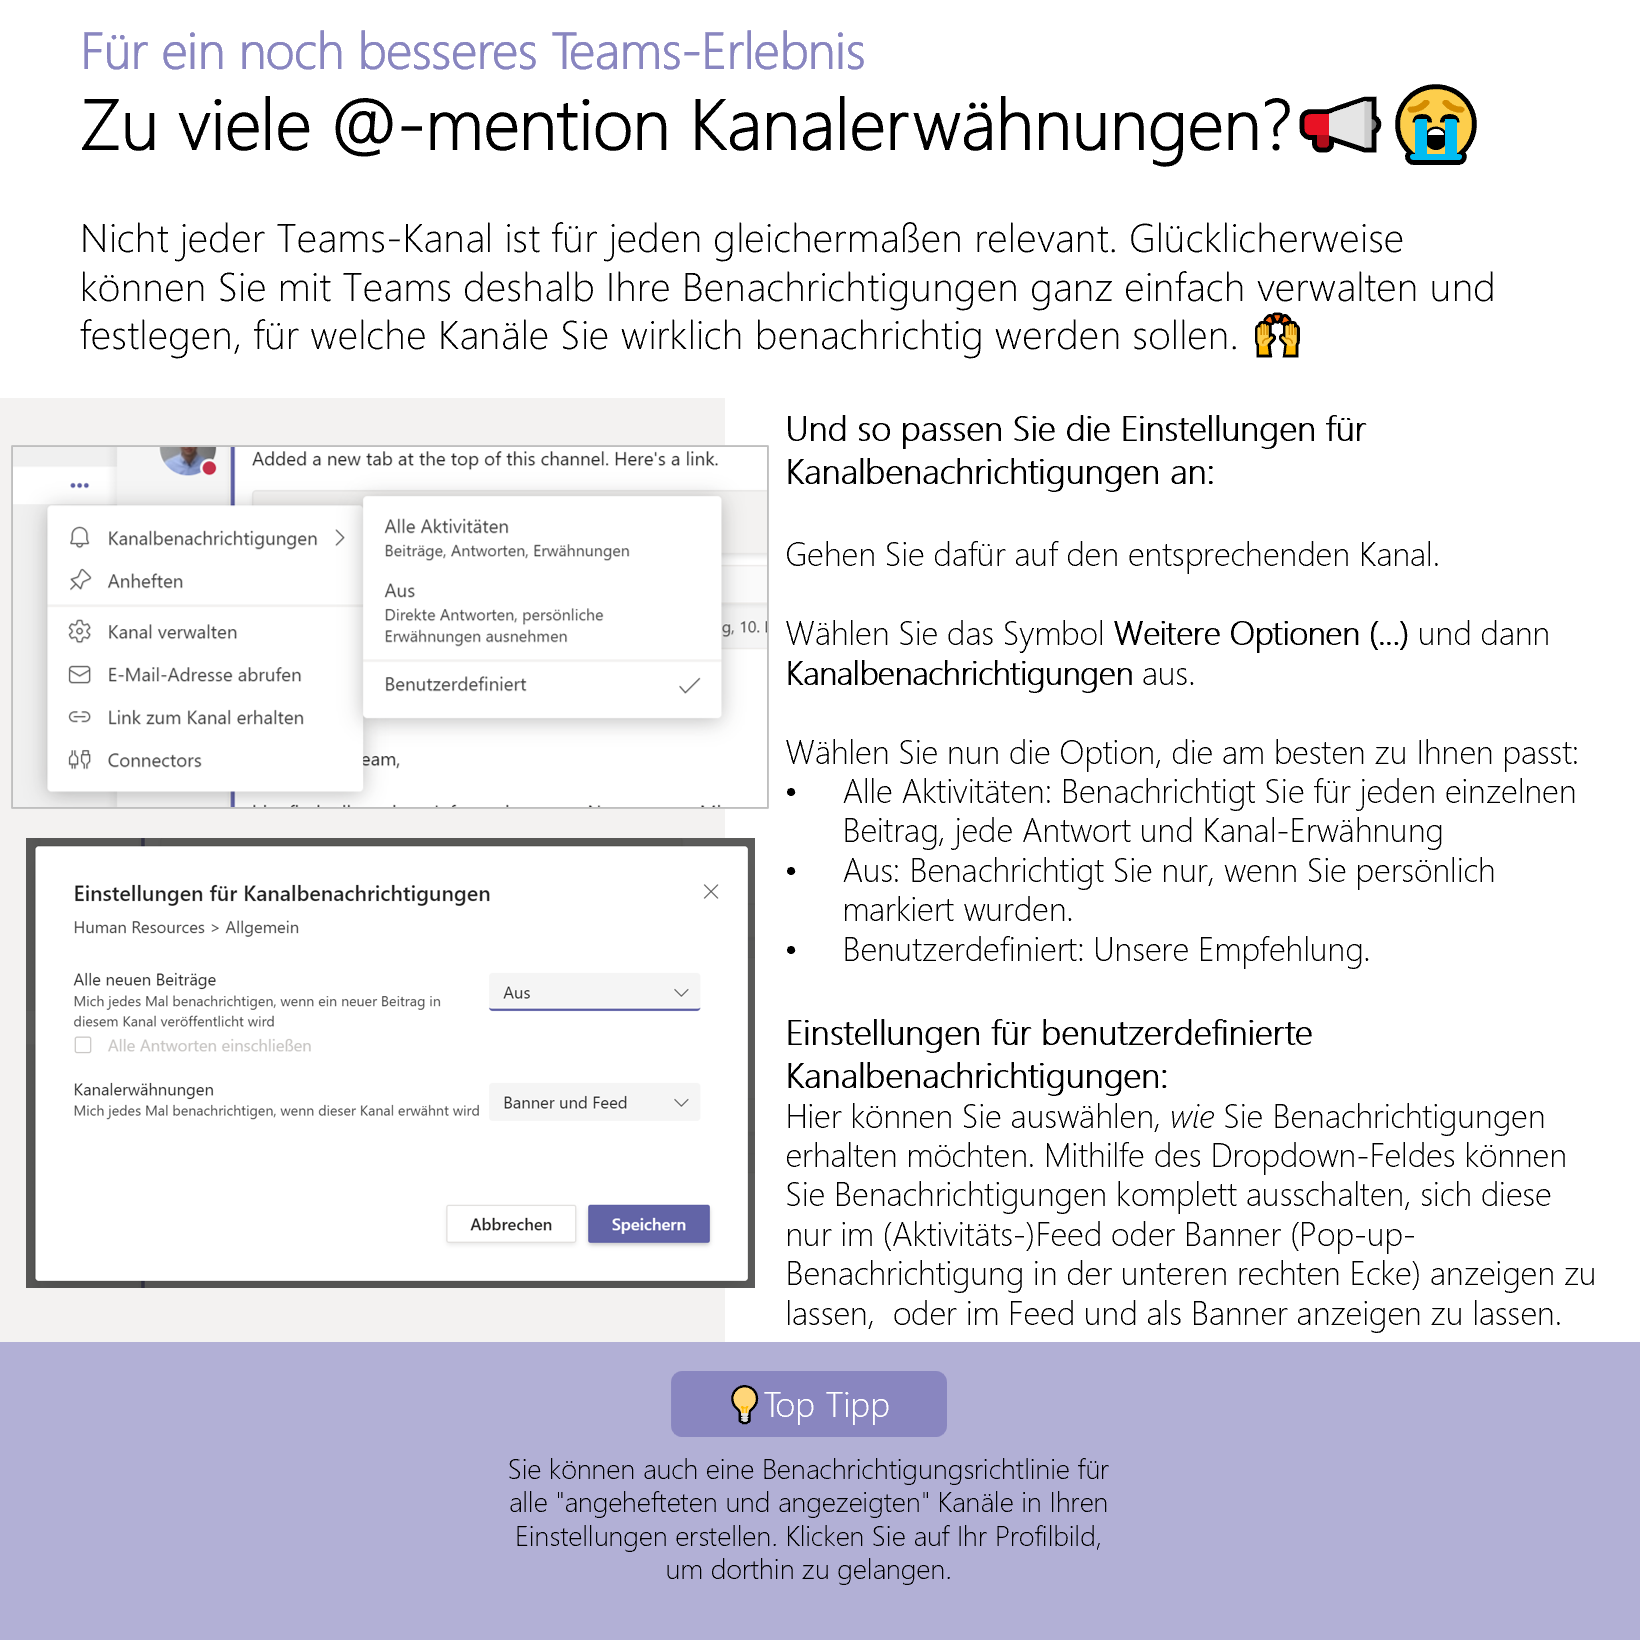 Für ein noch besseres Teams-Erlebnis
Zu viele @-mention Kanalerwähnungen?📢😭
Nicht jeder Teams-Kanal ist für jeden gleichermaßen relevant. Glücklicherweise
können Sie mit Teams deshalb Ihre Benachrichtigungen ganz einfach verwalten und
festlegen, für welche Kanäle Sie wirklich benachrichtig werden sollen. 🙌
Added a new tab at the top of this channel. Here's a link.
Kanalbenachrichtigungen
Anheften
Kanal verwalten
E-Mail-Adresse abrufen
Link zum Kanal erhalten
Connectors
Alle Aktivitäten
Beiträge, Antworten, Erwähnungen
Aus
Direkte Antworten, persönliche
Erwähnungen ausnehmen
Benutzerdefiniert
g, 10.
eam,
Einstellungen für Kanalbenachrichtigungen
Human Resources > Allgemein
Alle neuen Beiträge
Mich jedes Mal benachrichtigen, wenn ein neuer Beitrag in
diesem Kanal veröffentlicht wird
Aus
Alle Antworten einschließen
Kanalerwähnungen
Mich jedes Mal benachrichtigen, wenn dieser Kanal erwähnt wird
Banner und Feed
Abbrechen
Speichern
Und so passen Sie die Einstellungen für
Kanalbenachrichtigungen an:
Gehen Sie dafür auf den entsprechenden Kanal.
Wählen Sie das Symbol Weitere Optionen (...) und dann
Kanalbenachrichtigungen aus.
Wählen Sie nun die Option, die am besten zu Ihnen passt:
• Alle Aktivitäten: Benachrichtigt Sie für jeden einzelnen
Beitrag, jede Antwort und Kanal-Erwähnung
• Aus: Benachrichtigt Sie nur, wenn Sie persönlich
markiert wurden.
• Benutzerdefiniert: Unsere Empfehlung.
Einstellungen für benutzerdefinierte
Kanalbenachrichtigungen:
Hier können Sie auswählen, wie Sie Benachrichtigungen
erhalten möchten. Mithilfe des Dropdown-Feldes können
Sie Benachrichtigungen komplett ausschalten, sich diese
nur im (Aktivitäts-)Feed oder Banner (Pop-up-
Benachrichtigung in der unteren rechten Ecke) anzeigen zu
lassen,  oder im Feed und als Banner anzeigen zu lassen.
💡Top Tipp
Sie können auch eine Benachrichtigungsrichtlinie für
alle "angehefteten und angezeigten" Kanäle in Ihren
Einstellungen erstellen. Klicken Sie auf Ihr Profilbild,
um dorthin zu gelangen.